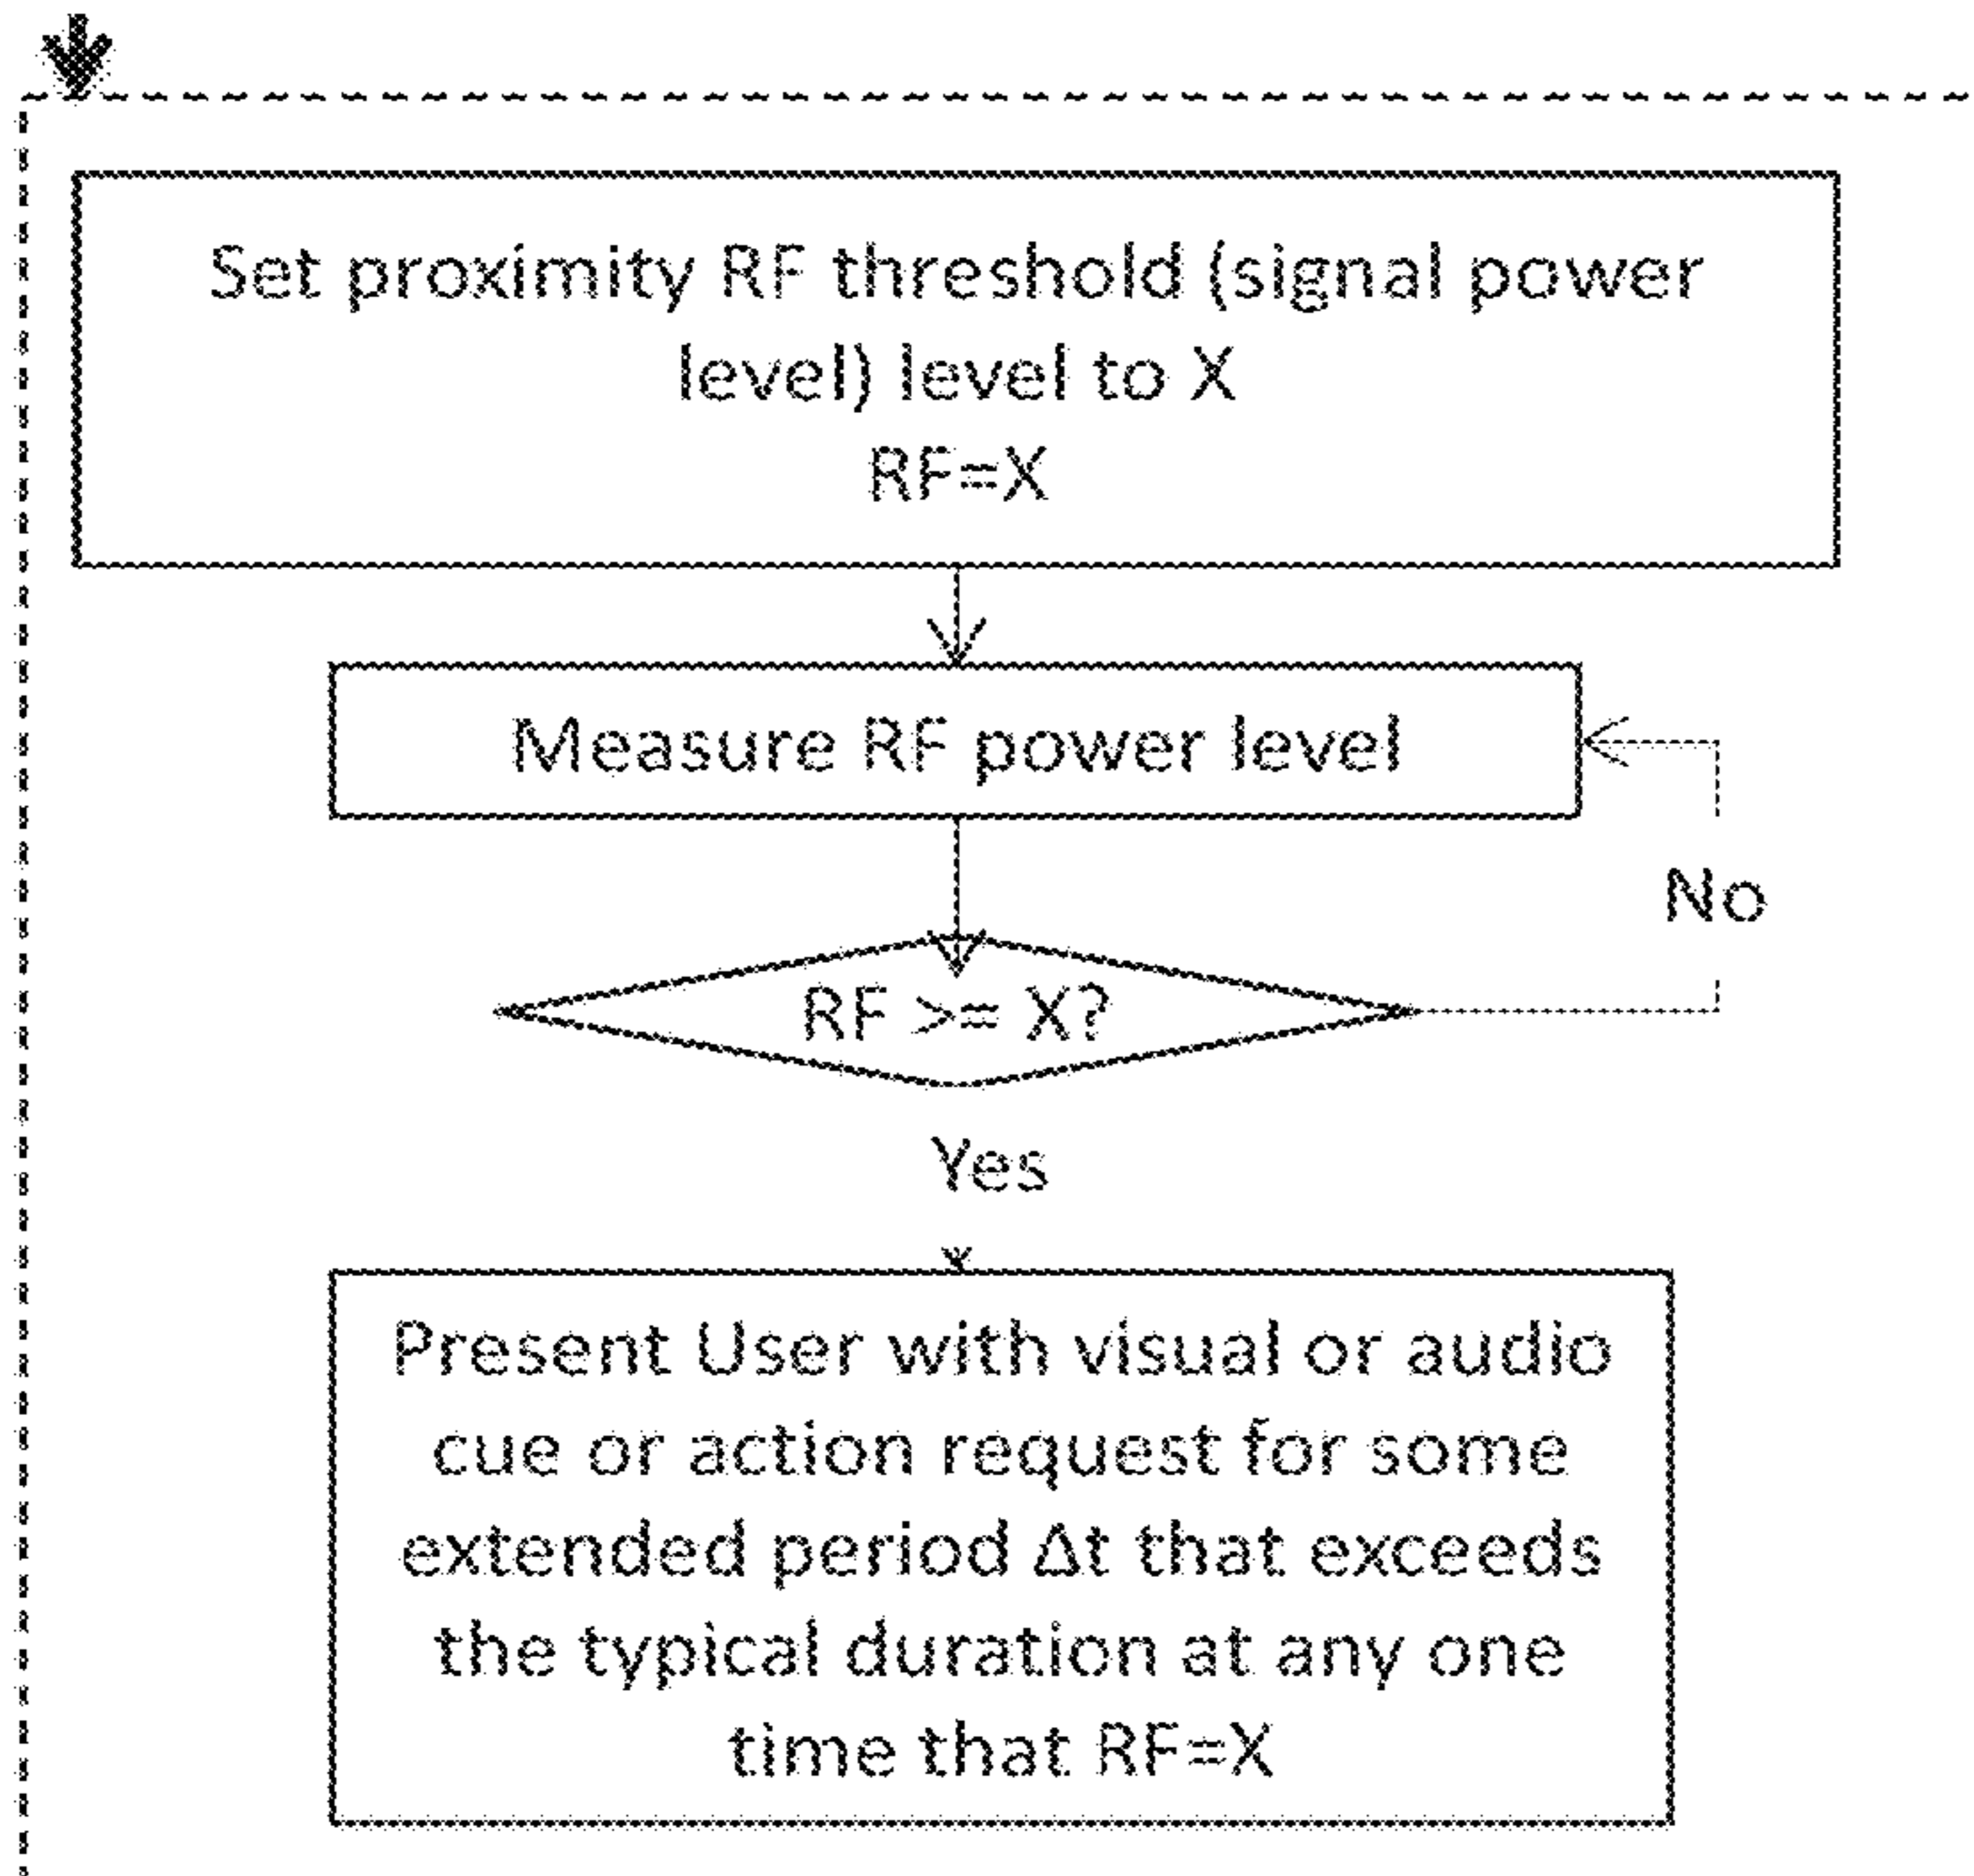 Set proximity RF threshold (signal power
level) level to X
RF=X
Measure RF power level
No
RF >= X?
Yes
Present User with visual or audio
cue or action request for some
extended period Δt that exceeds
the typical duration at any one
time that RF=X